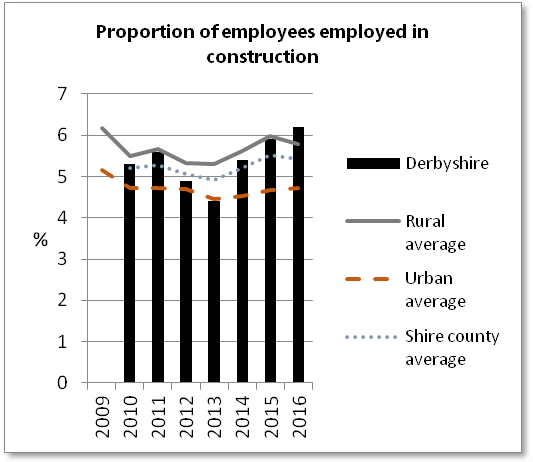 Proportion of employees employed in
construction
7
6
5
4
3
2
1
0
%
2009
2010
2011
2012
2013
2014
2015
2016
Derbyshire
Rural
average
Urban
average
Shire county
average